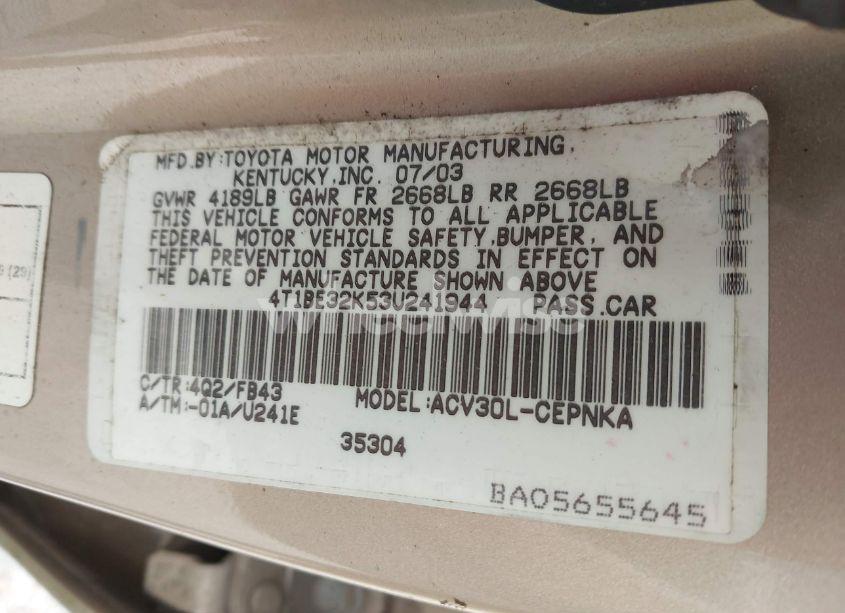 MFD.BY:TOYOTA MOTOR MANUFACTURING,
KENTUCKY,INC. 07/03
GVWR 4189LB GAWR FR 2668LB RR 2668LB
THIS VEHICLE CONFORMS TO ALL APPLICABLE
FEDERAL MOTOR VEHICLE SAFETY,BUMPER, AND
THEFT PREVENTION STANDARDS IN EFFECT ON
THE DATE OF MANUFACTURE SHOWN ABOVE
4T1BE32K53U241944 PASS.CAR
C/TR:4Q2/FB43
A/TM:-01A/U241E
MODEL:ACV30L-CEPNKA
35304
BA05655645
(29)